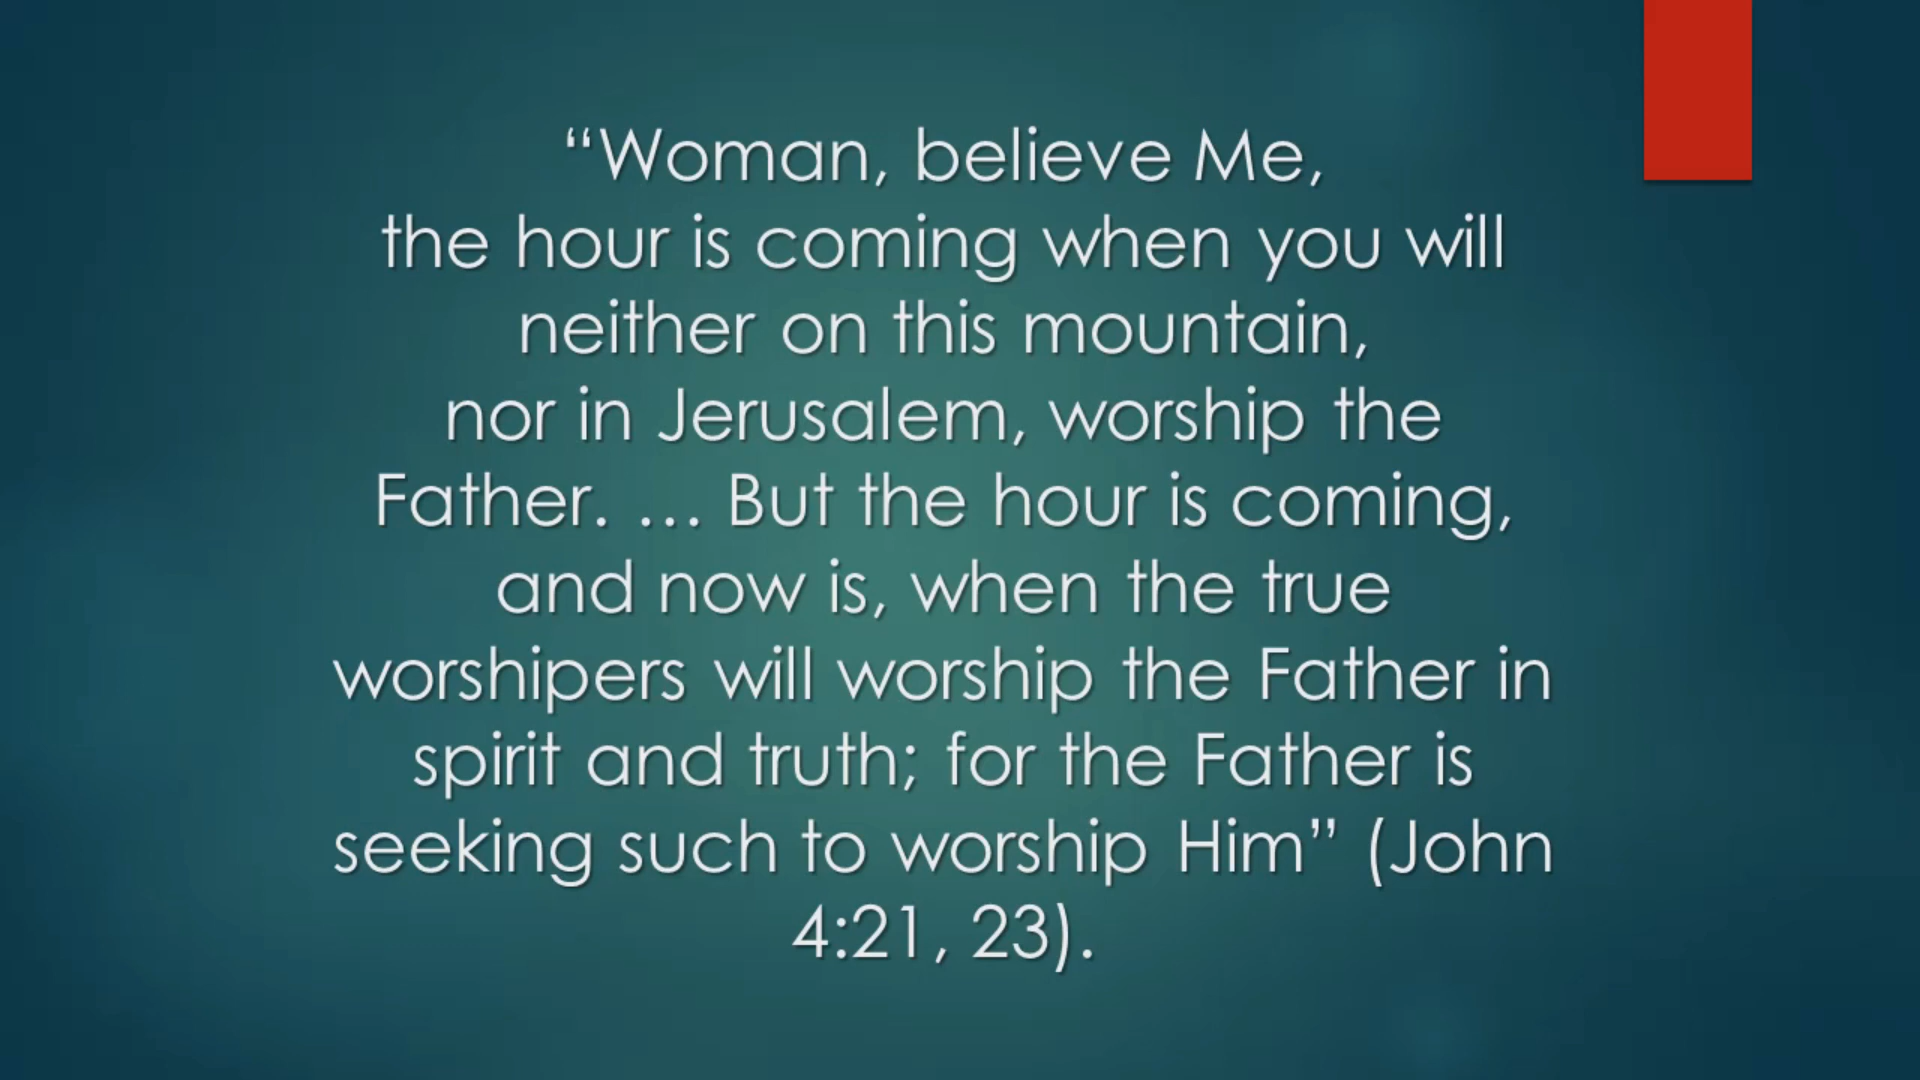 “Woman, believe Me,
the hour is coming when you will
neither on this mountain,
nor in Jerusalem, worship the
Father. … But the hour is coming,
and now is, when the true
worshipers will worship the Father in
spirit and truth; for the Father is
seeking such to worship Him” (John
4:21, 23).